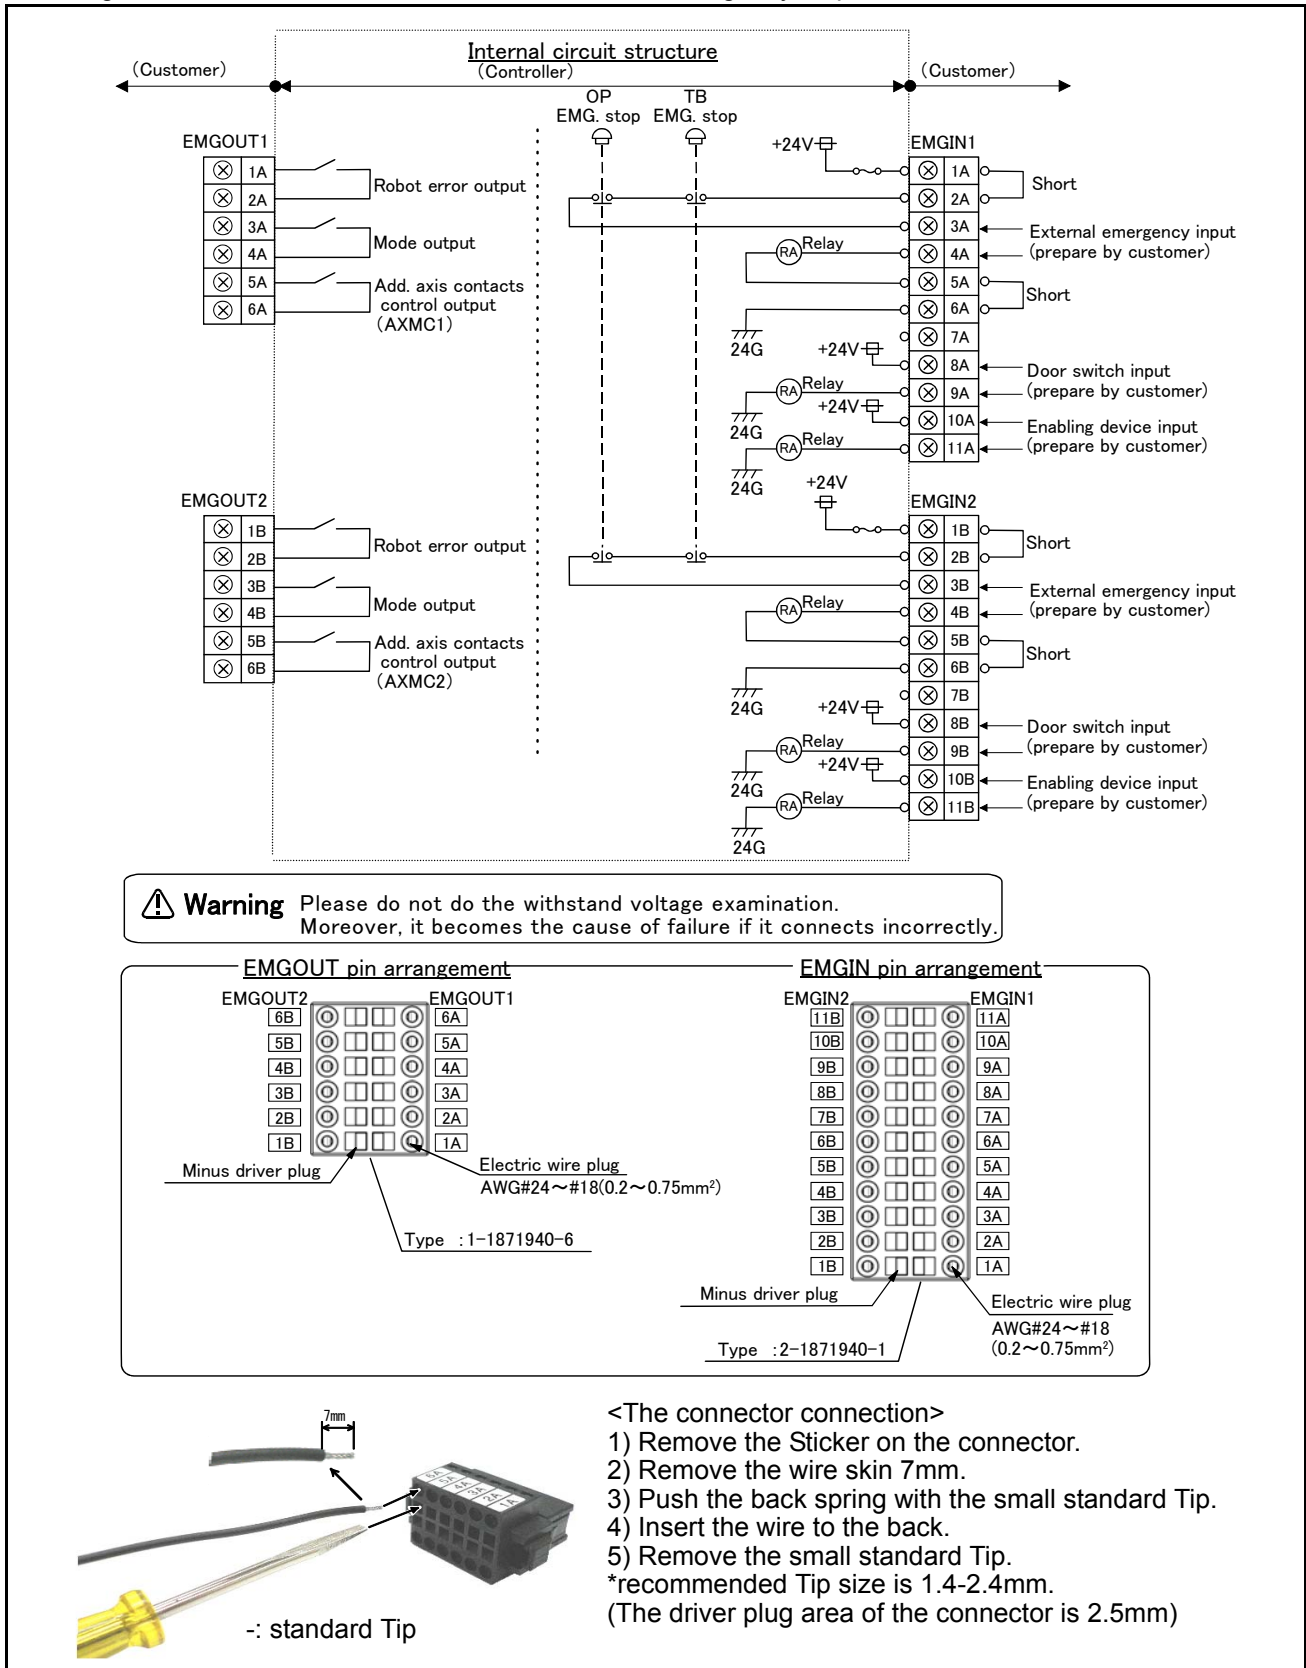 Internal circuit structure
(Customer)
(Controller)
(Customer)
OP
EMG. stop
TB
EMG. stop
EMGOUT1
1A
2A
3A
4A
5A
6A
Robot error output
Mode output
Add. axis contacts
control output
(AXMC1)
EMGOUT2
1B
2B
3B
4B
5B
6B
Robot error output
Mode output
Add. axis contacts
control output
(AXMC2)
+24V
RA
Relay
24G
+24V
RA
Relay
24G
+24V
RA
Relay
24G
EMGIN1
1A
2A
3A
4A
5A
6A
7A
8A
9A
10A
11A
Short
External emergency input
(prepare by customer)
Short
Door switch input
(prepare by customer)
Enabling device input
(prepare by customer)
+24V
RA
Relay
24G
+24V
RA
Relay
24G
+24V
RA
Relay
24G
EMGIN2
1B
2B
3B
4B
5B
6B
7B
8B
9B
10B
11B
Short
External emergency input
(prepare by customer)
Short
Door switch input
(prepare by customer)
Enabling device input
(prepare by customer)
Warning Please do not do the withstand voltage examination.
Moreover, it becomes the cause of failure if it connects incorrectly.
EMGOUT pin arrangement
EMGOUT2
EMGOUT1
6B 6A
5B 5A
4B 4A
3B 3A
2B 2A
1B 1A
Minus driver plug
Electric wire plug
AWG#24～#18(0.2～0.75mm²)
Type :1-1871940-6
EMGIN pin arrangement
EMGIN2
EMGIN1
11B 11A
10B 10A
9B 9A
8B 8A
7B 7A
6B 6A
5B 5A
4B 4A
3B 3A
2B 2A
1B 1A
Minus driver plug
Electric wire plug
AWG#24～#18
(0.2～0.75mm²)
Type :2-1871940-1
7mm
6A 5A 4A 3A 2A 1A
-: standard Tip
<The connector connection>
1) Remove the Sticker on the connector.
2) Remove the wire skin 7mm.
3) Push the back spring with the small standard Tip.
4) Insert the wire to the back.
5) Remove the small standard Tip.
*recommended Tip size is 1.4-2.4mm.
(The driver plug area of the connector is 2.5mm)